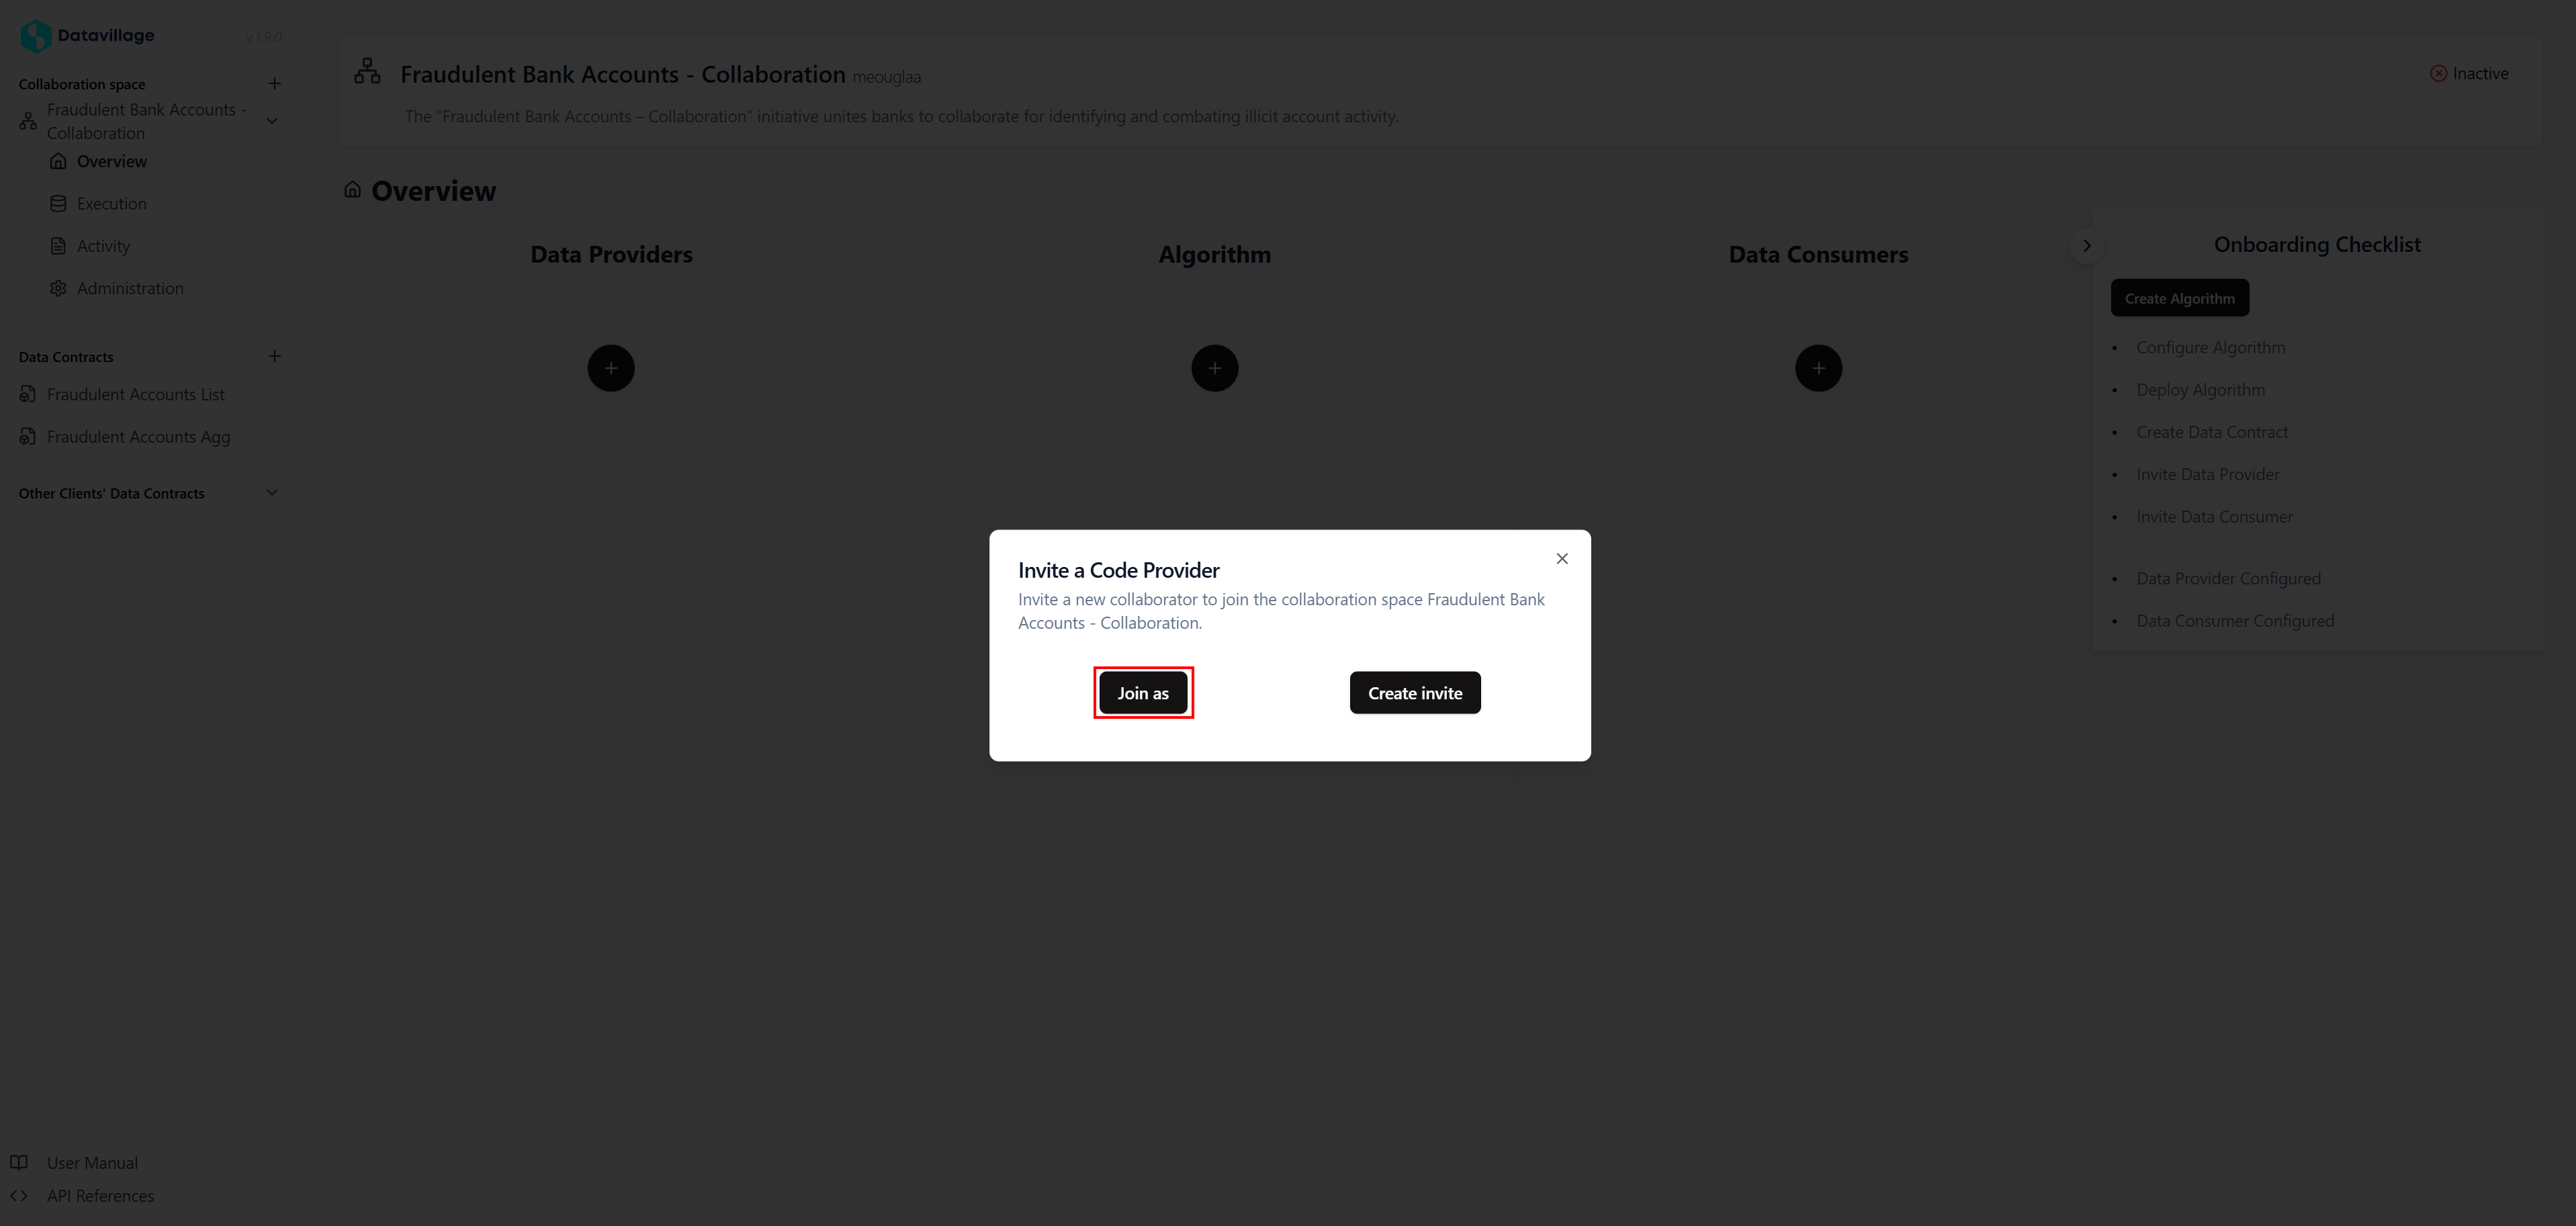 Datavillage
v.1.9.0
Collaboration space
Fraudulent Bank Accounts -
Collaboration
Overview
Execution
Activity
Administration
Data Contracts
Fraudulent Accounts List
Fraudulent Accounts Agg
Other Clients' Data Contracts
User Manual
API References
Fraudulent Bank Accounts - Collaboration meouglaa
Inactive
The "Fraudulent Bank Accounts – Collaboration" initiative unites banks to collaborate for identifying and combating illicit account activity.
Overview
Data Providers
Algorithm
Data Consumers
Onboarding Checklist
Create Algorithm
• Configure Algorithm
• Deploy Algorithm
• Create Data Contract
• Invite Data Provider
• Invite Data Consumer
• Data Provider Configured
• Data Consumer Configured
Invite a Code Provider
Invite a new collaborator to join the collaboration space Fraudulent Bank
Accounts - Collaboration.
Join as
Create invite